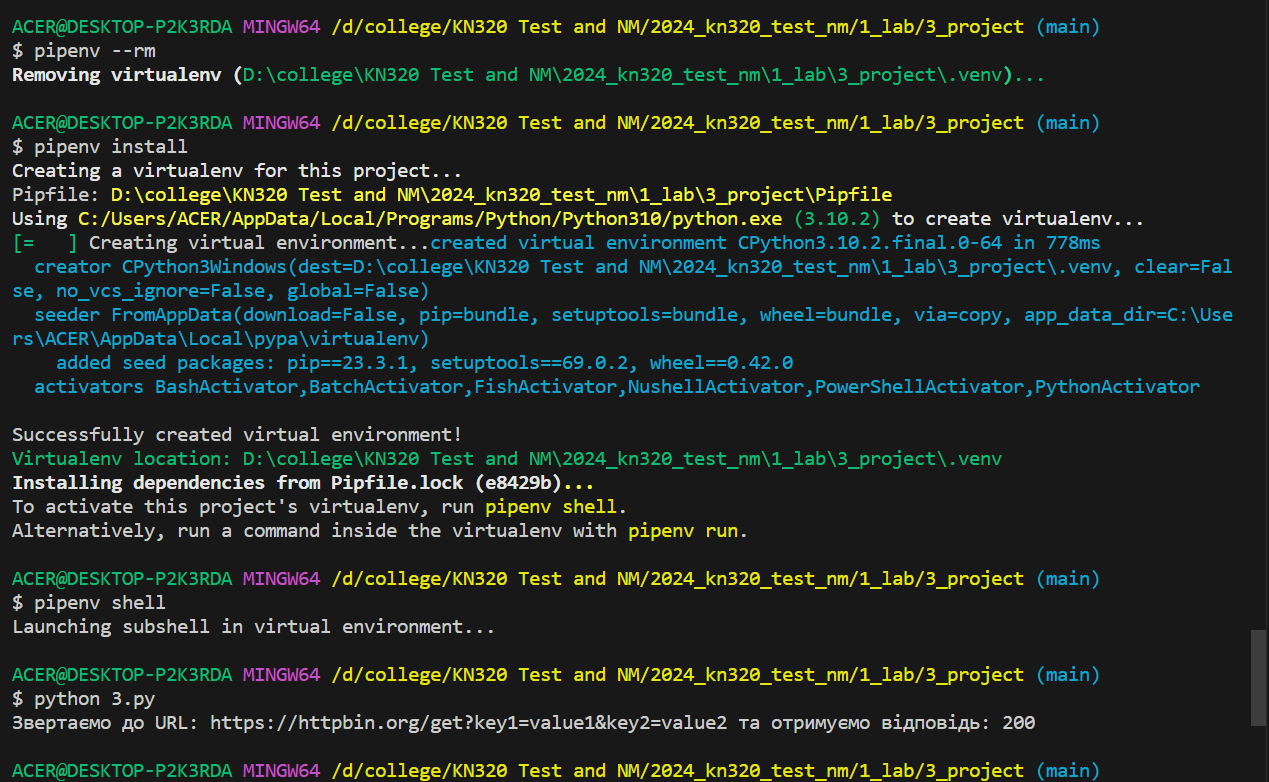 ACER@DESKTOP-P2K3RDA MINGW64 /d/college/KN320 Test and NM/2024_kn320_test_nm/1_lab/3_project (main)
$ pipenv --rm
Removing virtualenv (D:\college\KN320 Test and NM\2024_kn320_test_nm\1_lab\3_project\.venv)...
ACER@DESKTOP-P2K3RDA MINGW64 /d/college/KN320 Test and NM/2024_kn320_test_nm/1_lab/3_project (main)
$ pipenv install
Creating a virtualenv for this project...
Pipfile: D:\college\KN320 Test and NM\2024_kn320_test_nm\1_lab\3_project\Pipfile
Using C:/Users/ACER/AppData/Local/Programs/Python/Python310/python.exe (3.10.2) to create virtualenv...
[=   ] Creating virtual environment...created virtual environment CPython3.10.2.final.0-64 in 778ms
  creator CPython3Windows(dest=D:\college\KN320 Test and NM\2024_kn320_test_nm\1_lab\3_project\.venv, clear=Fal
se, no_vcs_ignore=False, global=False)
  seeder FromAppData(download=False, pip=bundle, setuptools=bundle, wheel=bundle, via=copy, app_data_dir=C:\Use
rs\ACER\AppData\Local\pypa\virtualenv)
    added seed packages: pip==23.3.1, setuptools==69.0.2, wheel==0.42.0
  activators BashActivator,BatchActivator,FishActivator,NushellActivator,PowerShellActivator,PythonActivator
Successfully created virtual environment!
Virtualenv location: D:\college\KN320 Test and NM\2024_kn320_test_nm\1_lab\3_project\.venv
Installing dependencies from Pipfile.lock (e8429b)...
To activate this project's virtualenv, run pipenv shell.
Alternatively, run a command inside the virtualenv with pipenv run.
ACER@DESKTOP-P2K3RDA MINGW64 /d/college/KN320 Test and NM/2024_kn320_test_nm/1_lab/3_project (main)
$ pipenv shell
Launching subshell in virtual environment...
ACER@DESKTOP-P2K3RDA MINGW64 /d/college/KN320 Test and NM/2024_kn320_test_nm/1_lab/3_project (main)
$ python 3.py
Звертаємо до URL: https://httpbin.org/get?key1=value1&key2=value2 та отримуємо відповідь: 200
ACER@DESKTOP-P2K3RDA MINGW64 /d/college/KN320 Test and NM/2024_kn320_test_nm/1_lab/3_project (main)